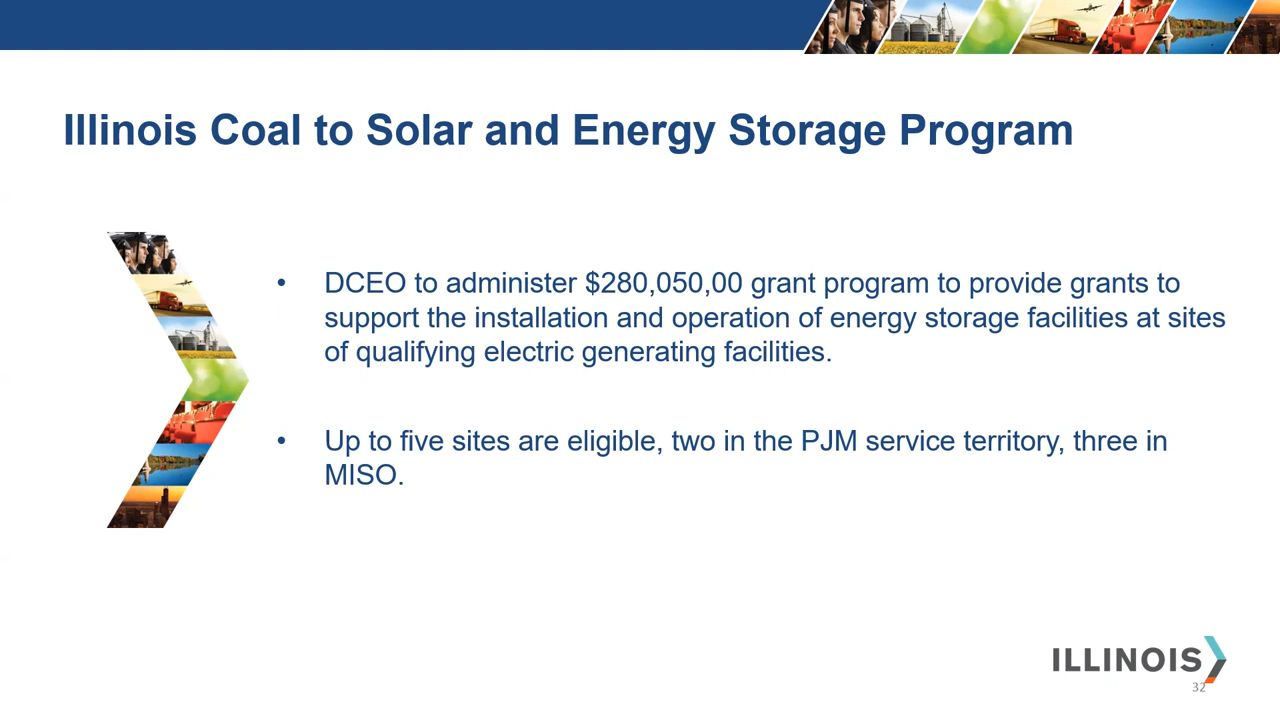 Illinois Coal to Solar and Energy Storage Program
• DCEO to administer $280,050,00 grant program to provide grants to
support the installation and operation of energy storage facilities at sites
of qualifying electric generating facilities.
• Up to five sites are eligible, two in the PJM service territory, three in
MISO.
ILLINOIS
32